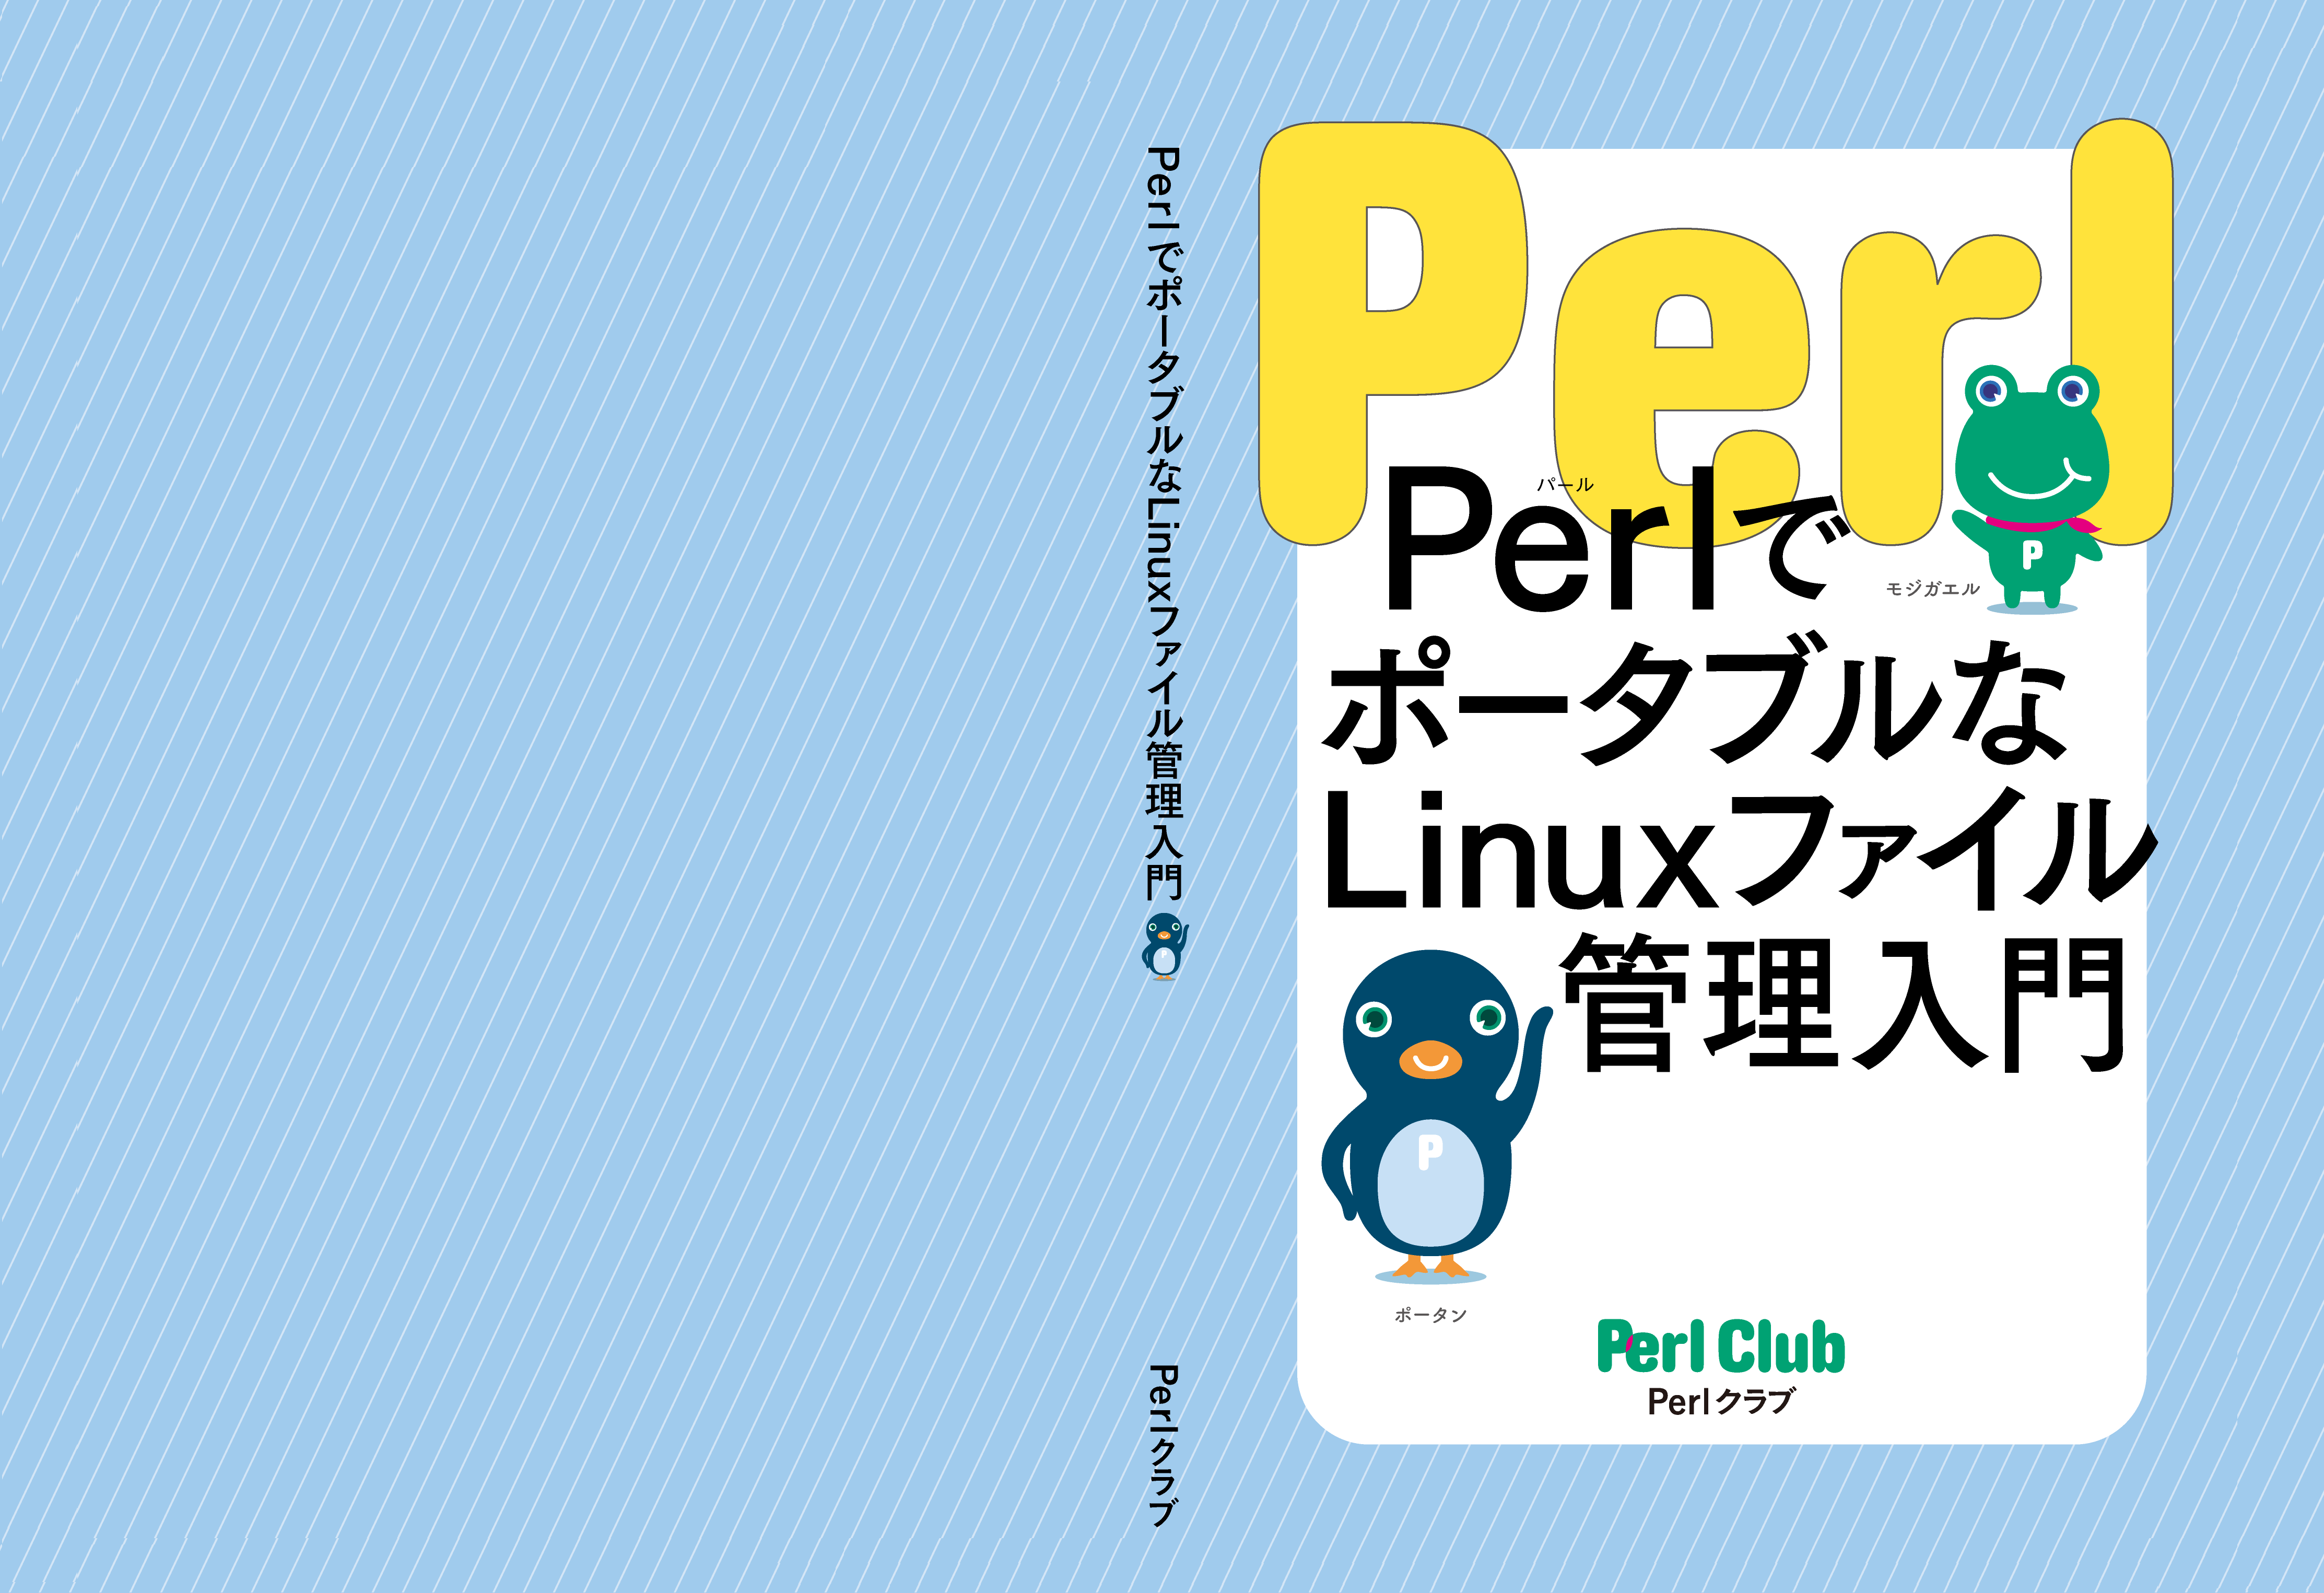 Perl
パール
Perlで
モジガエル
P
ポータブルな
Linuxファイル
管理入門
P
ポータン
Perl Club
Perlクラブ
PerlでポータブルなLinuxファイル管理入門
P
Perlクラブ